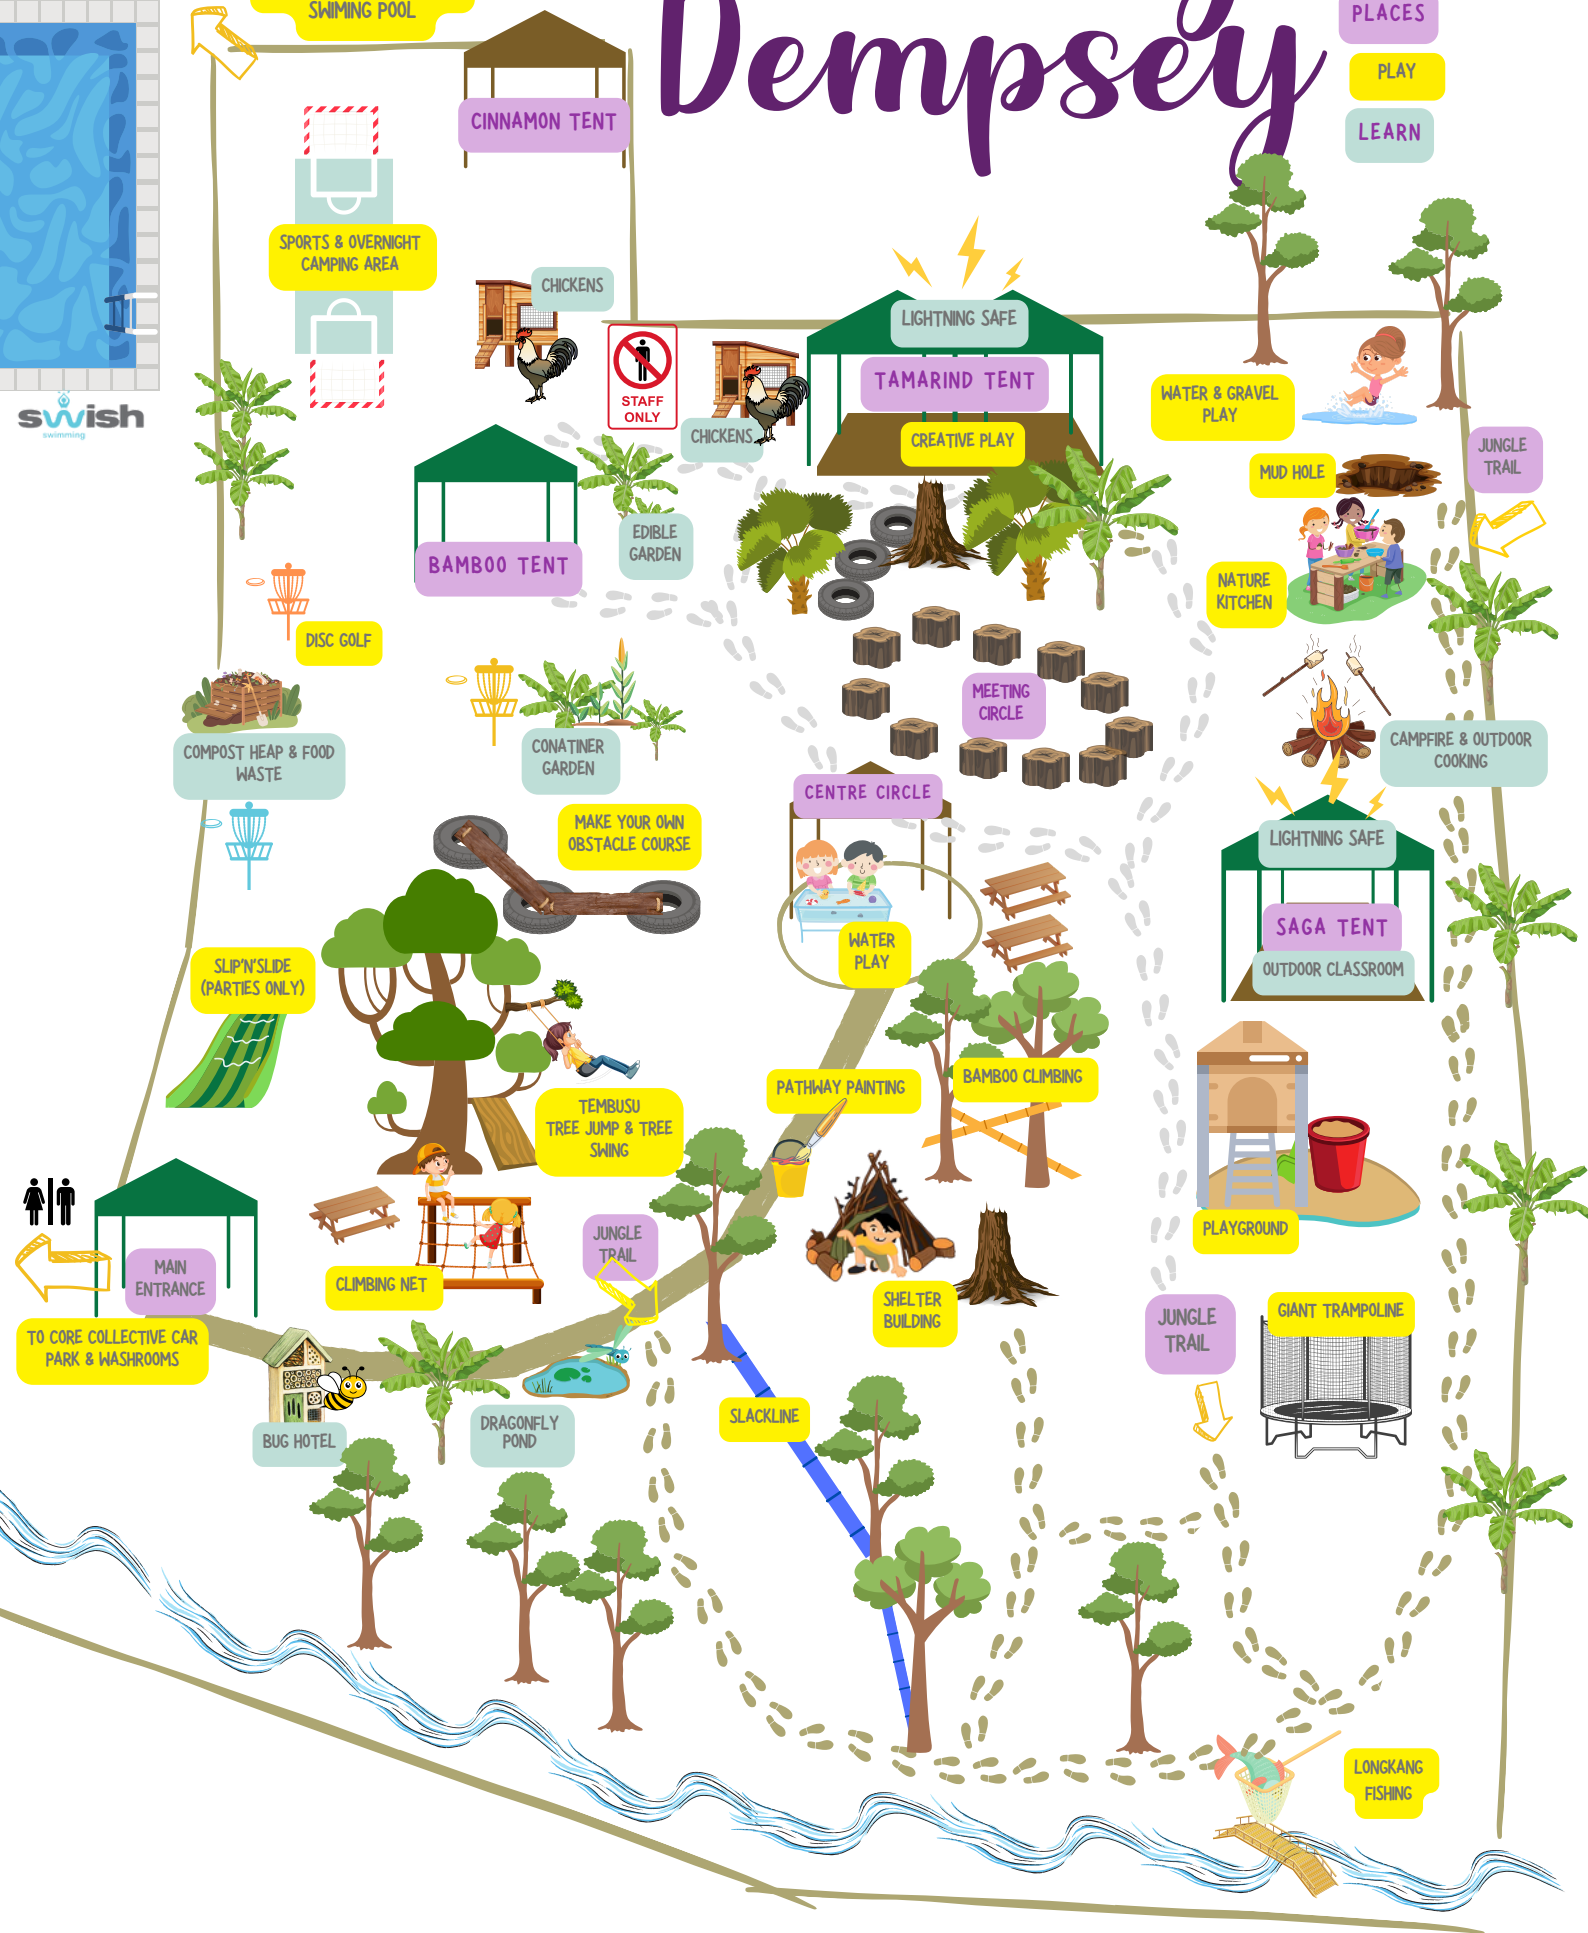 SWIMING POOL
Dempsey
PLACES
PLAY
LEARN
CINNAMON TENT
SPORTS & OVERNIGHT
CAMPING AREA
CHICKENS
STAFF
ONLY
CHICKENS
LIGHTNING SAFE
TAMARIND TENT
CREATIVE PLAY
WATER & GRAVEL
PLAY
JUNGLE
TRAIL
MUD HOLE
swish
swimming
EDIBLE
GARDEN
BAMBOO TENT
NATURE
KITCHEN
DISC GOLF
MEETING
CIRCLE
COMPOST HEAP & FOOD
WASTE
CONATINER
GARDEN
CAMPFIRE & OUTDOOR
COOKING
CENTRE CIRCLE
MAKE YOUR OWN
OBSTACLE COURSE
LIGHTNING SAFE
SAGA TENT
OUTDOOR CLASSROOM
WATER
PLAY
SLIP'N'SLIDE
(PARTIES ONLY)
PATHWAY PAINTING
BAMBOO CLIMBING
TEMBUSU
TREE JUMP & TREE
SWING
PLAYGROUND
JUNGLE
TRAIL
MAIN
ENTRANCE
CLIMBING NET
SHELTER
BUILDING
JUNGLE
TRAIL
GIANT TRAMPOLINE
TO CORE COLLECTIVE CAR
PARK & WASHROOMS
SLACKLINE
BUG HOTEL
DRAGONFLY
POND
LONGKANG
FISHING